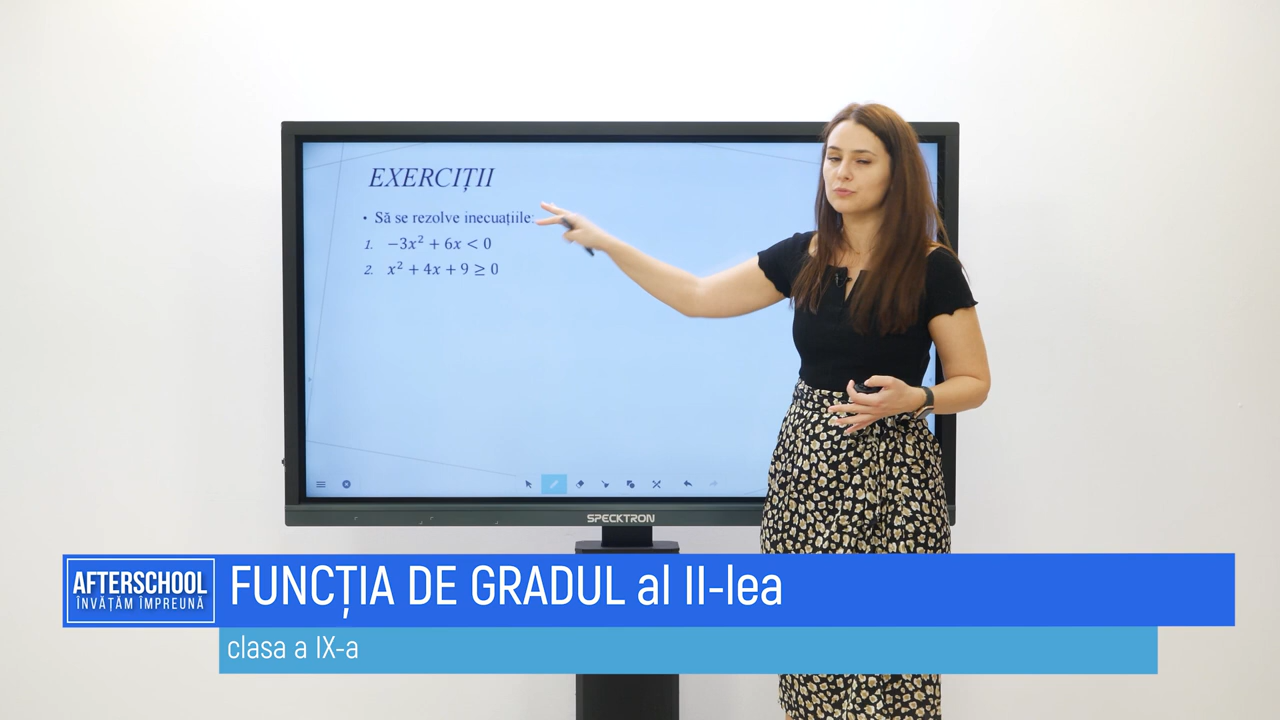 EXERCIȚII
• Să se rezolve inecuațiile:
1. −3x² + 6x < 0
2. x² + 4x + 9 ≥ 0
SPECKTRON
AFTERSCHOOL
ÎNVĂȚĂM ÎMPREUNĂ
FUNCȚIA DE GRADUL al II-lea
clasa a IX-a